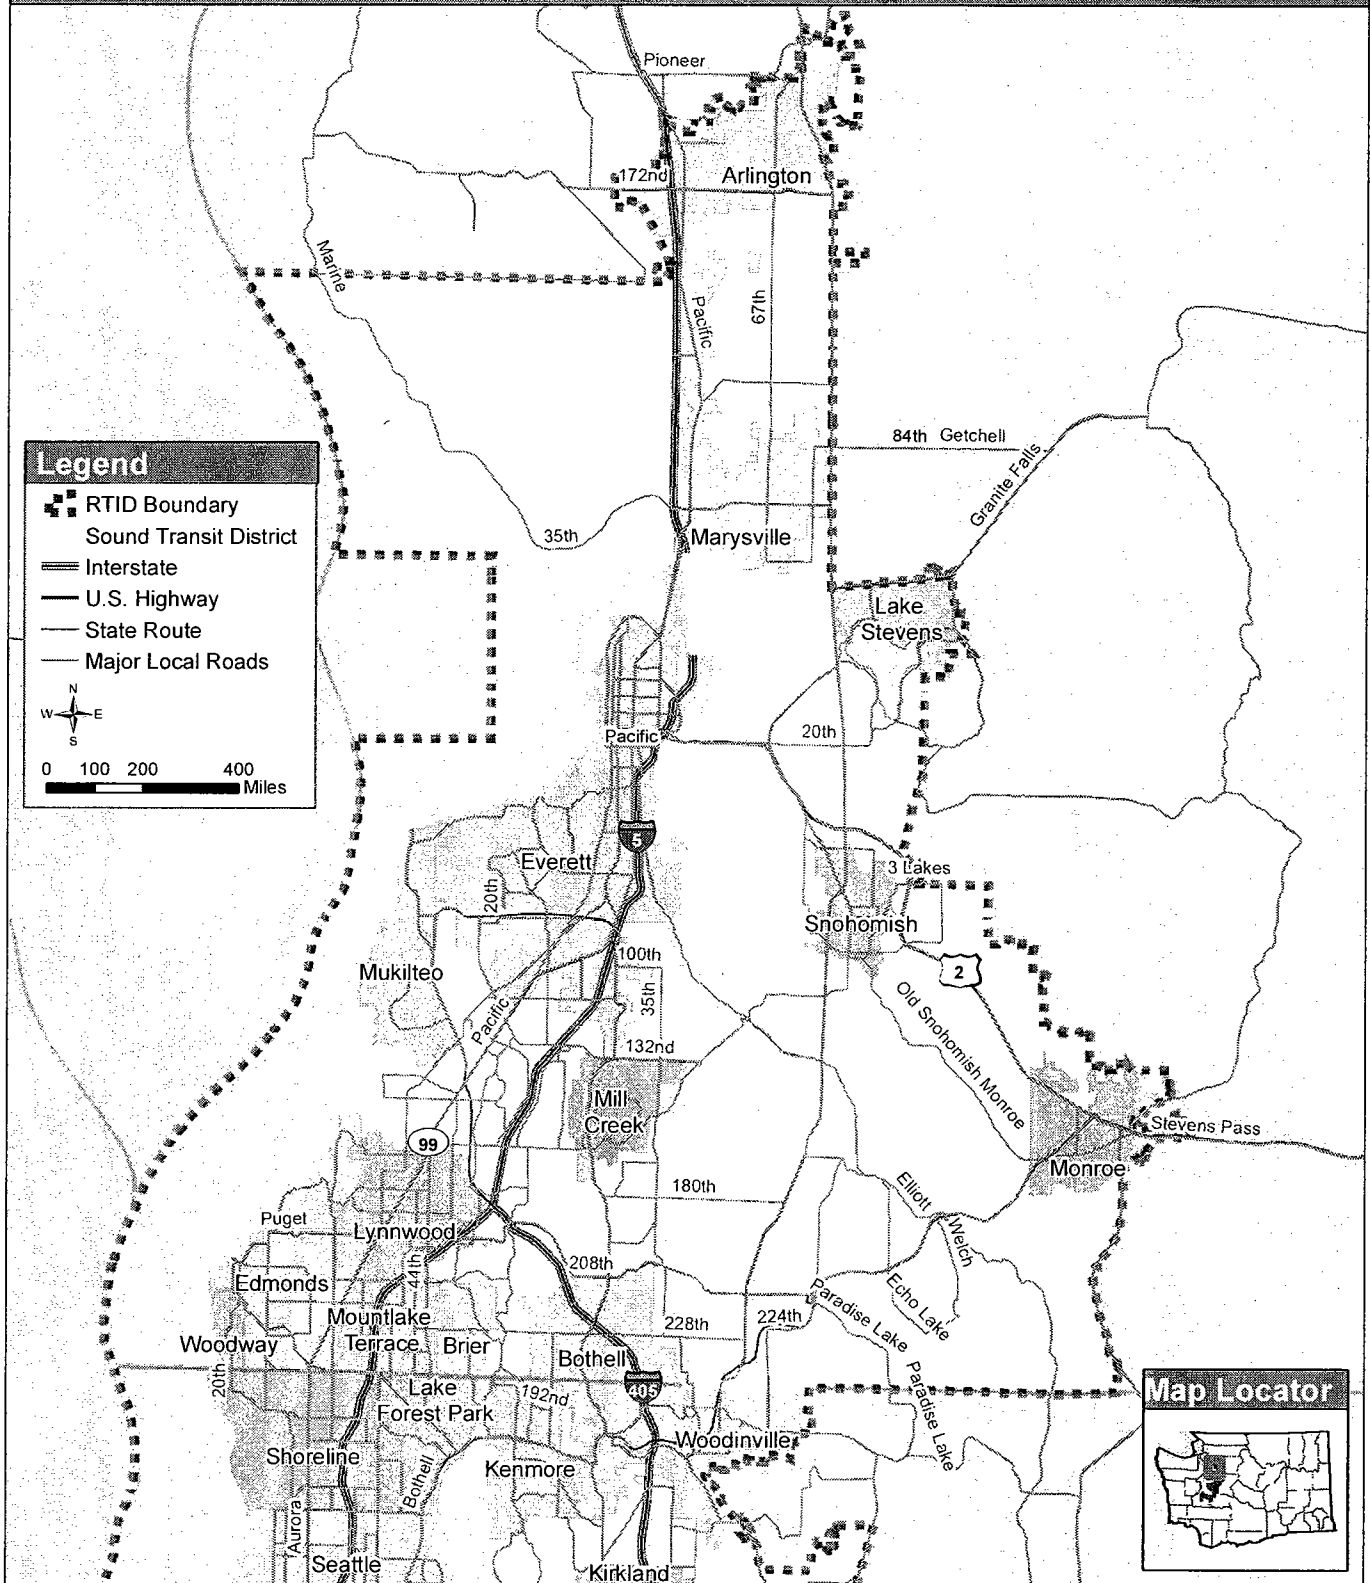 Pioneer
172nd
Arlington
Marine
Pacific
67th
84th Getchell
Granite Falls
Legend
RTID Boundary
Sound Transit District
Interstate
U.S. Highway
State Route
Major Local Roads
N
W E
S
0 100 200 400
Miles
35th
Marysville
Lake
Stevens
Pacific
20th
5
Everett
20th
3 Lakes
Snohomish
2
100th
Mukilteo
35th
Pacific
Old Snohomish Monroe
132nd
Mill
Creek
99
Stevens Pass
Monroe
180th
Elliott
Welch
Puget
Lynnwood
44th
208th
Edmonds
Echo Lake
Paradise Lake
Mountlake
Terrace
Brier
228th
224th
Woodway
20th
Bothell
405
Lake
Forest Park
192nd
Paradise Lake
Woodinville
Shoreline
Bothell
Kenmore
Aurora
Seattle
Kirkland
Map Locator